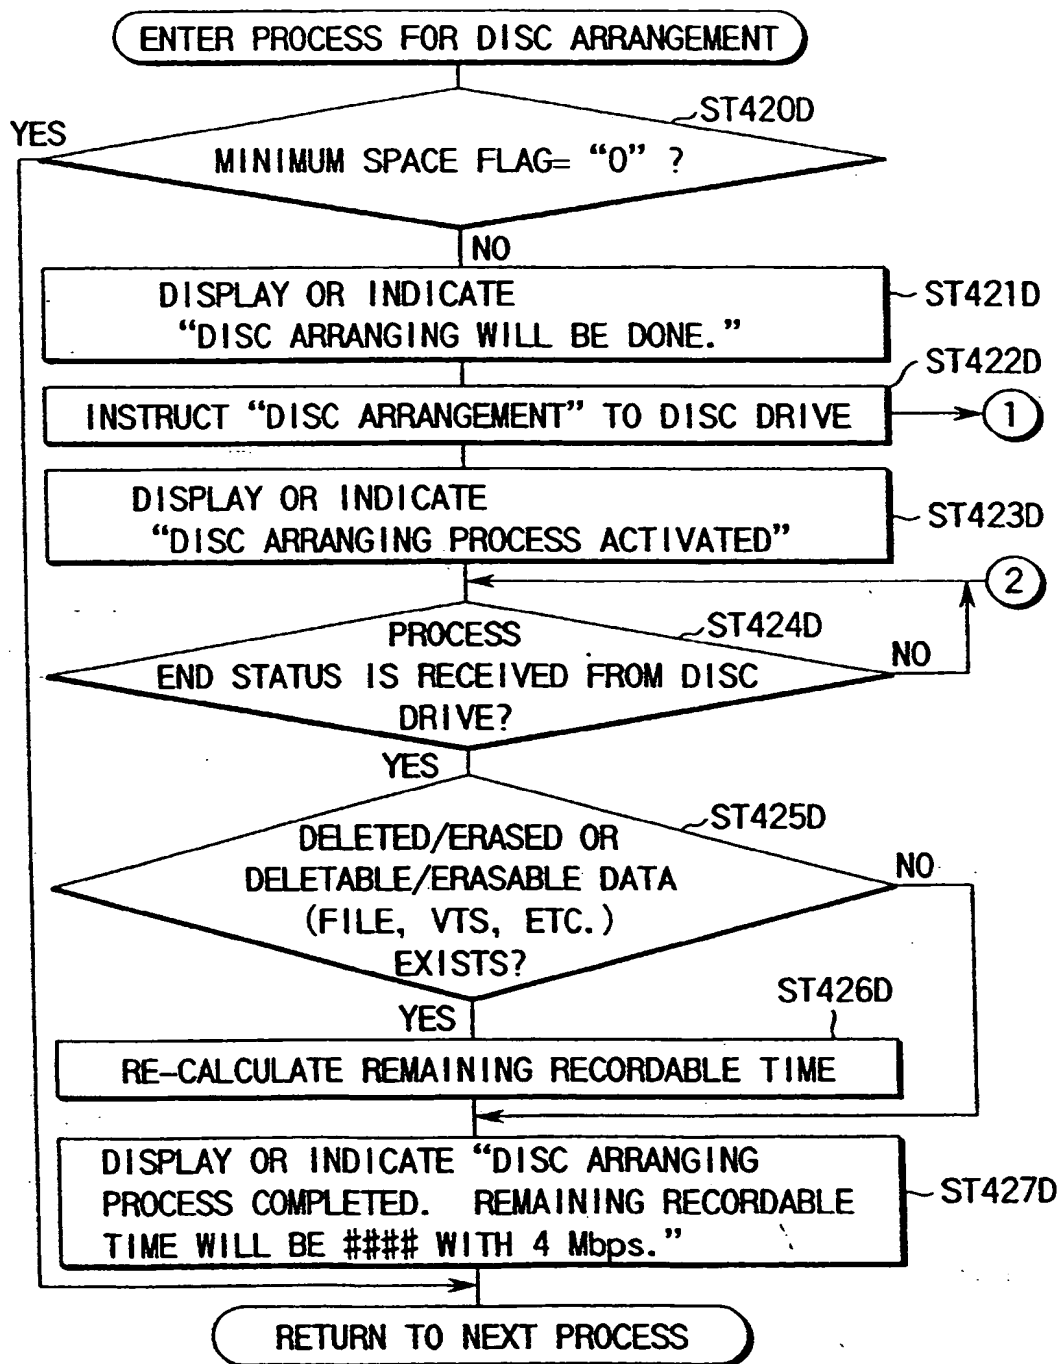 ENTER PROCESS FOR DISC ARRANGEMENT
ST420D
YES
MINIMUM SPACE FLAG= “0” ?
NO
DISPLAY OR INDICATE
“DISC ARRANGING WILL BE DONE.”
ST421D
ST422D
INSTRUCT “DISC ARRANGEMENT” TO DISC DRIVE
1
DISPLAY OR INDICATE
“DISC ARRANGING PROCESS ACTIVATED”
ST423D
2
ST424D
PROCESS
END STATUS IS RECEIVED FROM DISC
DRIVE?
NO
YES
ST425D
DELETED/ERASED OR
DELETABLE/ERASABLE DATA
(FILE, VTS, ETC.)
EXISTS?
NO
YES
ST426D
RE-CALCULATE REMAINING RECORDABLE TIME
DISPLAY OR INDICATE “DISC ARRANGING
PROCESS COMPLETED. REMAINING RECORDABLE
TIME WILL BE #### WITH 4 Mbps.”
ST427D
RETURN TO NEXT PROCESS